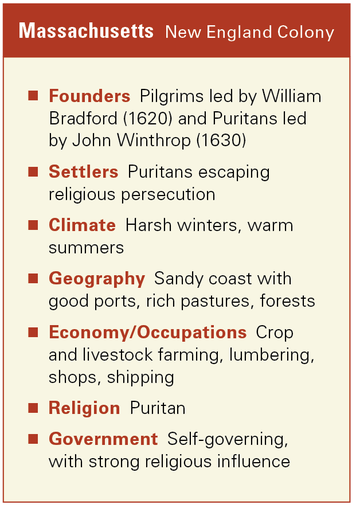 Massachusetts New England Colony
Founders Pilgrims led by William
Bradford (1620) and Puritans led
by John Winthrop (1630)
Settlers Puritans escaping
religious persecution
Climate Harsh winters, warm
summers
Geography Sandy coast with
good ports, rich pastures, forests
Economy/Occupations Crop
and livestock farming, lumbering,
shops, shipping
Religion Puritan
Government Self-governing,
with strong religious influence